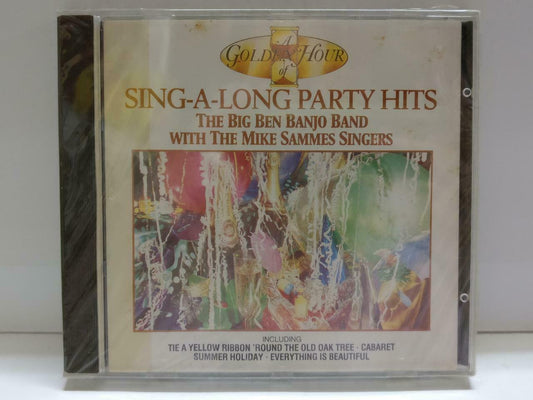 A
GOLDEN HOUR
of
SING-A-LONG PARTY HITS
THE BIG BEN BANJO BAND
WITH THE MIKE SAMMES SINGERS
INCLUDING
TIE A YELLOW RIBBON 'ROUND THE OLD OAK TREE · CABARET
SUMMER HOLIDAY · EVERYTHING IS BEAUTIFUL